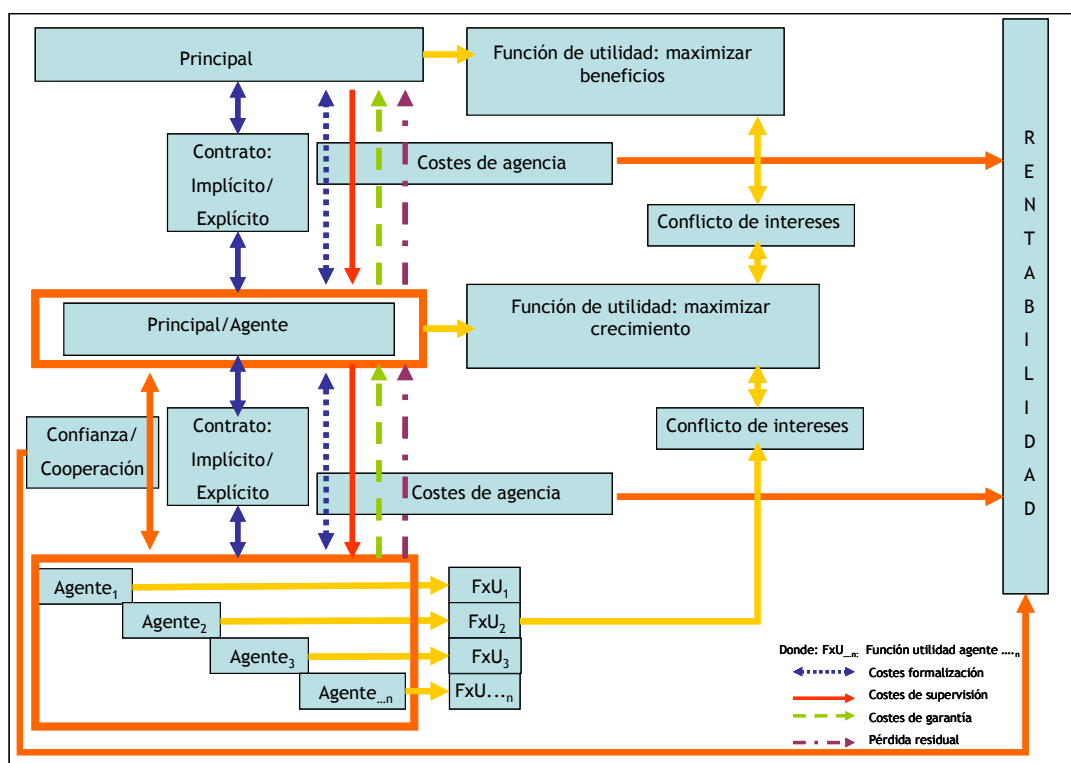 Principal
Función de utilidad: maximizar
beneficios
Contrato:
Implícito/
Explícito
Costes de agencia
Conflicto de intereses
Principal/Agente
Función de utilidad: maximizar
crecimiento
Confianza/
Cooperación
Contrato:
Implícito/
Explícito
Conflicto de intereses
Costes de agencia
Agente1
FxU1
Agente2
FxU2
Agente3
FxU3
Agente...n
FxU...n
R
E
N
T
A
B
I
L
I
D
A
D
Donde: FxU....n: Función utilidad agente ....n
Costes formalización
Costes de supervisión
Costes de garantía
Pérdida residual